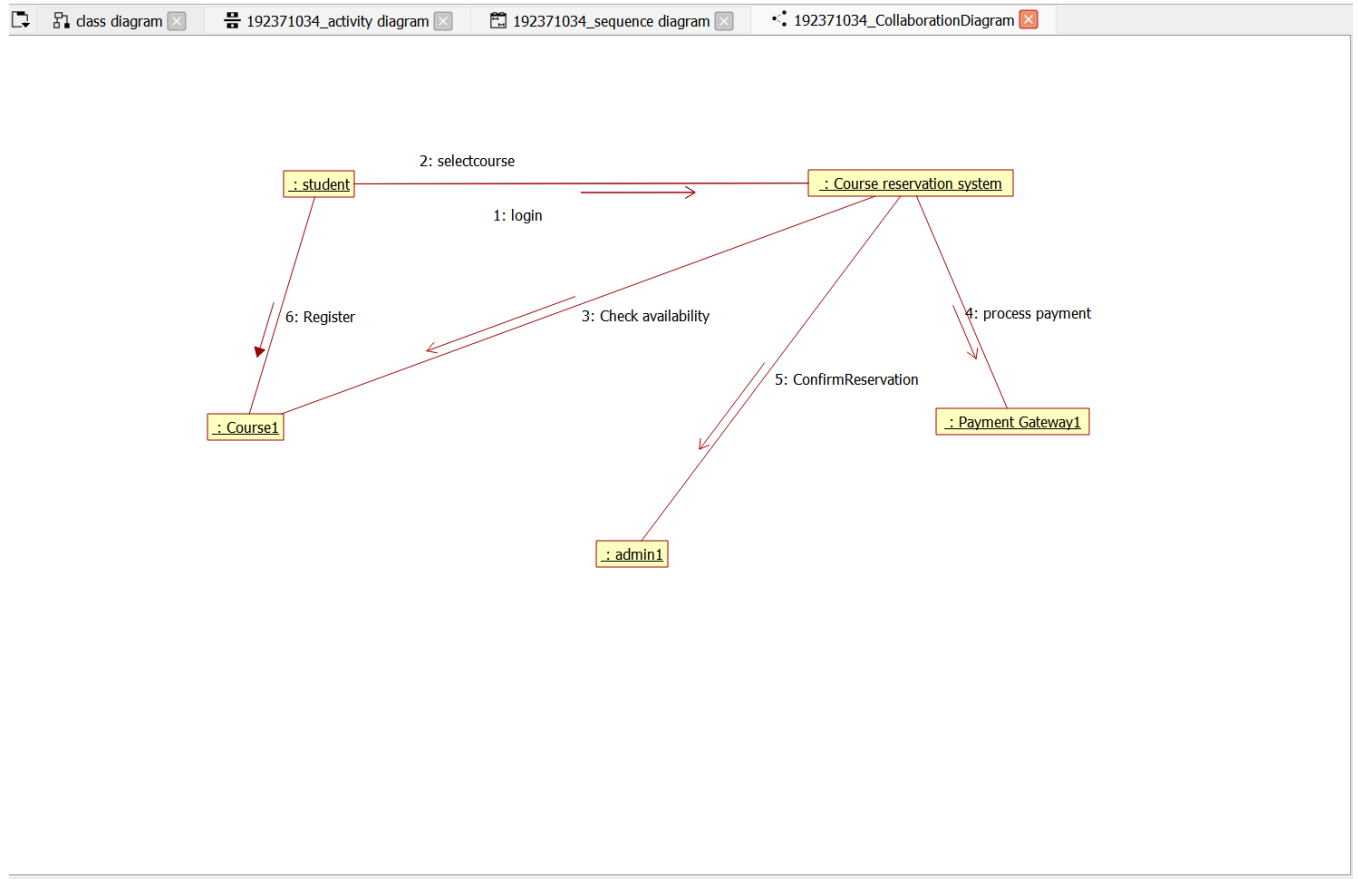 class diagram
192371034_activity diagram
192371034_sequence diagram
192371034_CollaborationDiagram
2: selectcourse
: student
: Course reservation system
1: login
6: Register
3: Check availability
4: process payment
5: ConfirmReservation
: Course1
: Payment Gateway1
: admin1